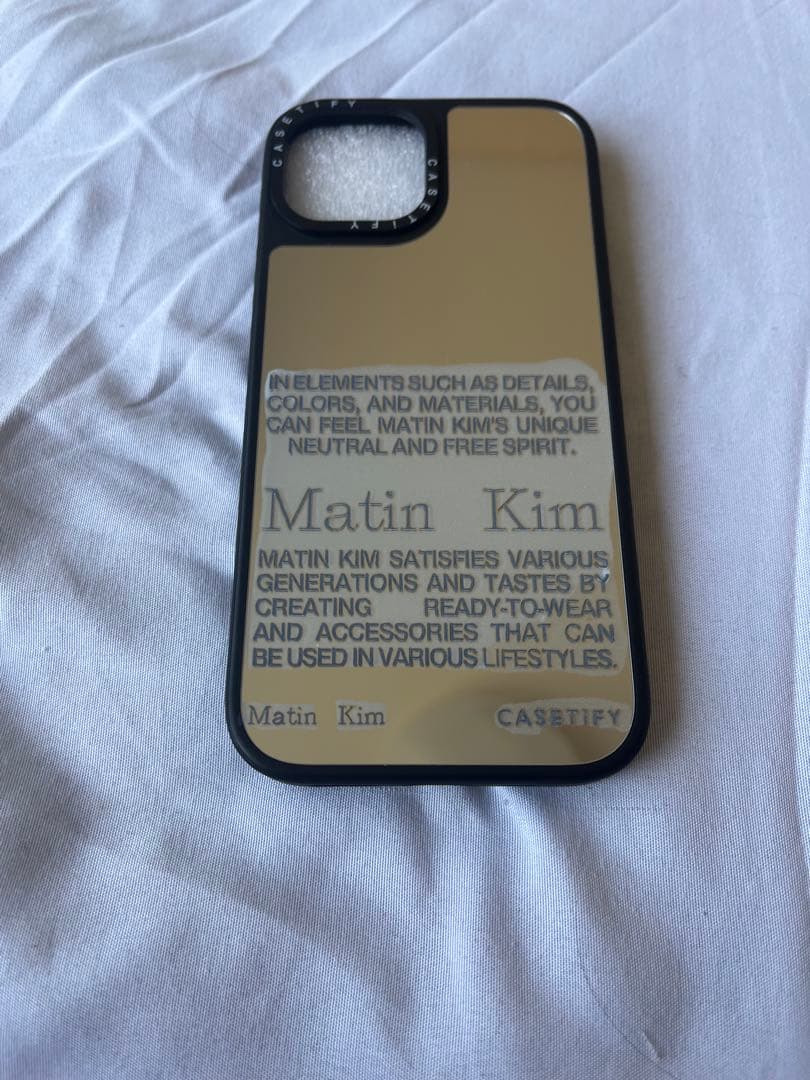 CASETIFY
CASETIFY
CASETIFY
IN ELEMENTS SUCH AS DETAILS,
COLORS, AND MATERIALS, YOU
CAN FEEL MATIN KIM'S UNIQUE
NEUTRAL AND FREE SPIRIT.
Matin Kim
MATIN KIM SATISFIES VARIOUS
GENERATIONS AND TASTES BY
CREATING READY-TO-WEAR
AND ACCESSORIES THAT CAN
BE USED IN VARIOUS LIFESTYLES.
Matin Kim CASETIFY